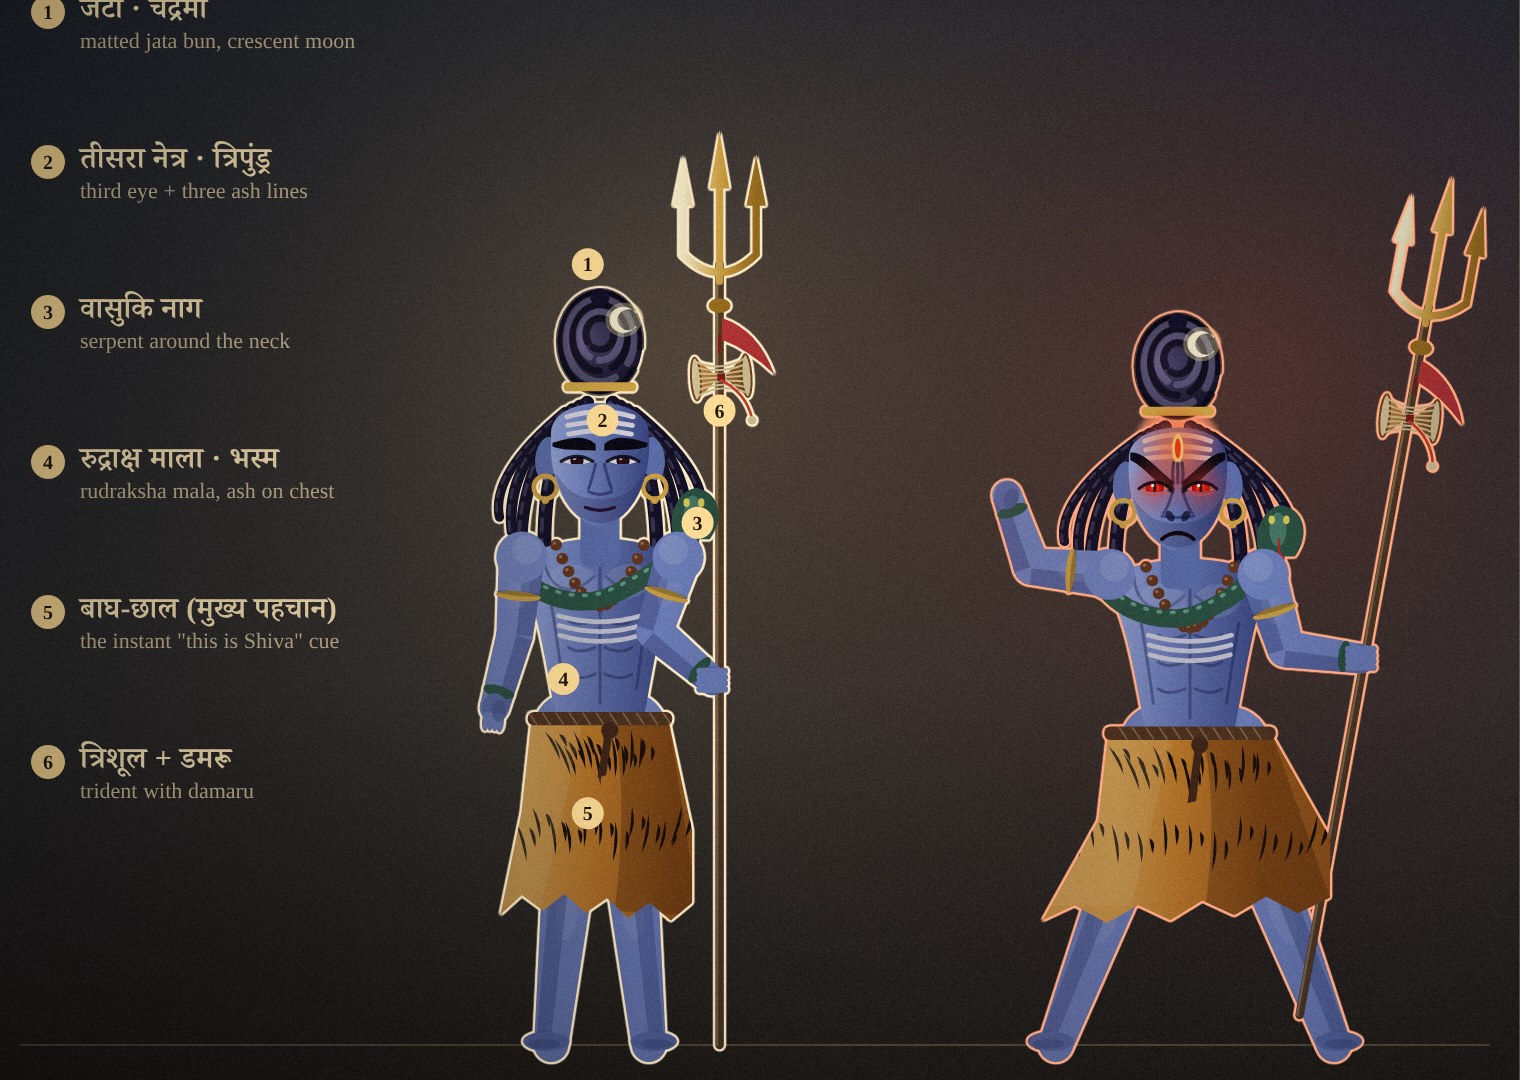 1 जटा · चंद्रमा
matted jata bun, crescent moon
2 तीसरा नेत्र · त्रिपुंड्र
third eye + three ash lines
3 वासुकि नाग
serpent around the neck
4 रुद्राक्ष माला · भस्म
rudraksha mala, ash on chest
5 बाघ-छाल (मुख्य पहचान)
the instant "this is Shiva" cue
6 त्रिशूल + डमरू
trident with damaru
1
2
6
3
4
5